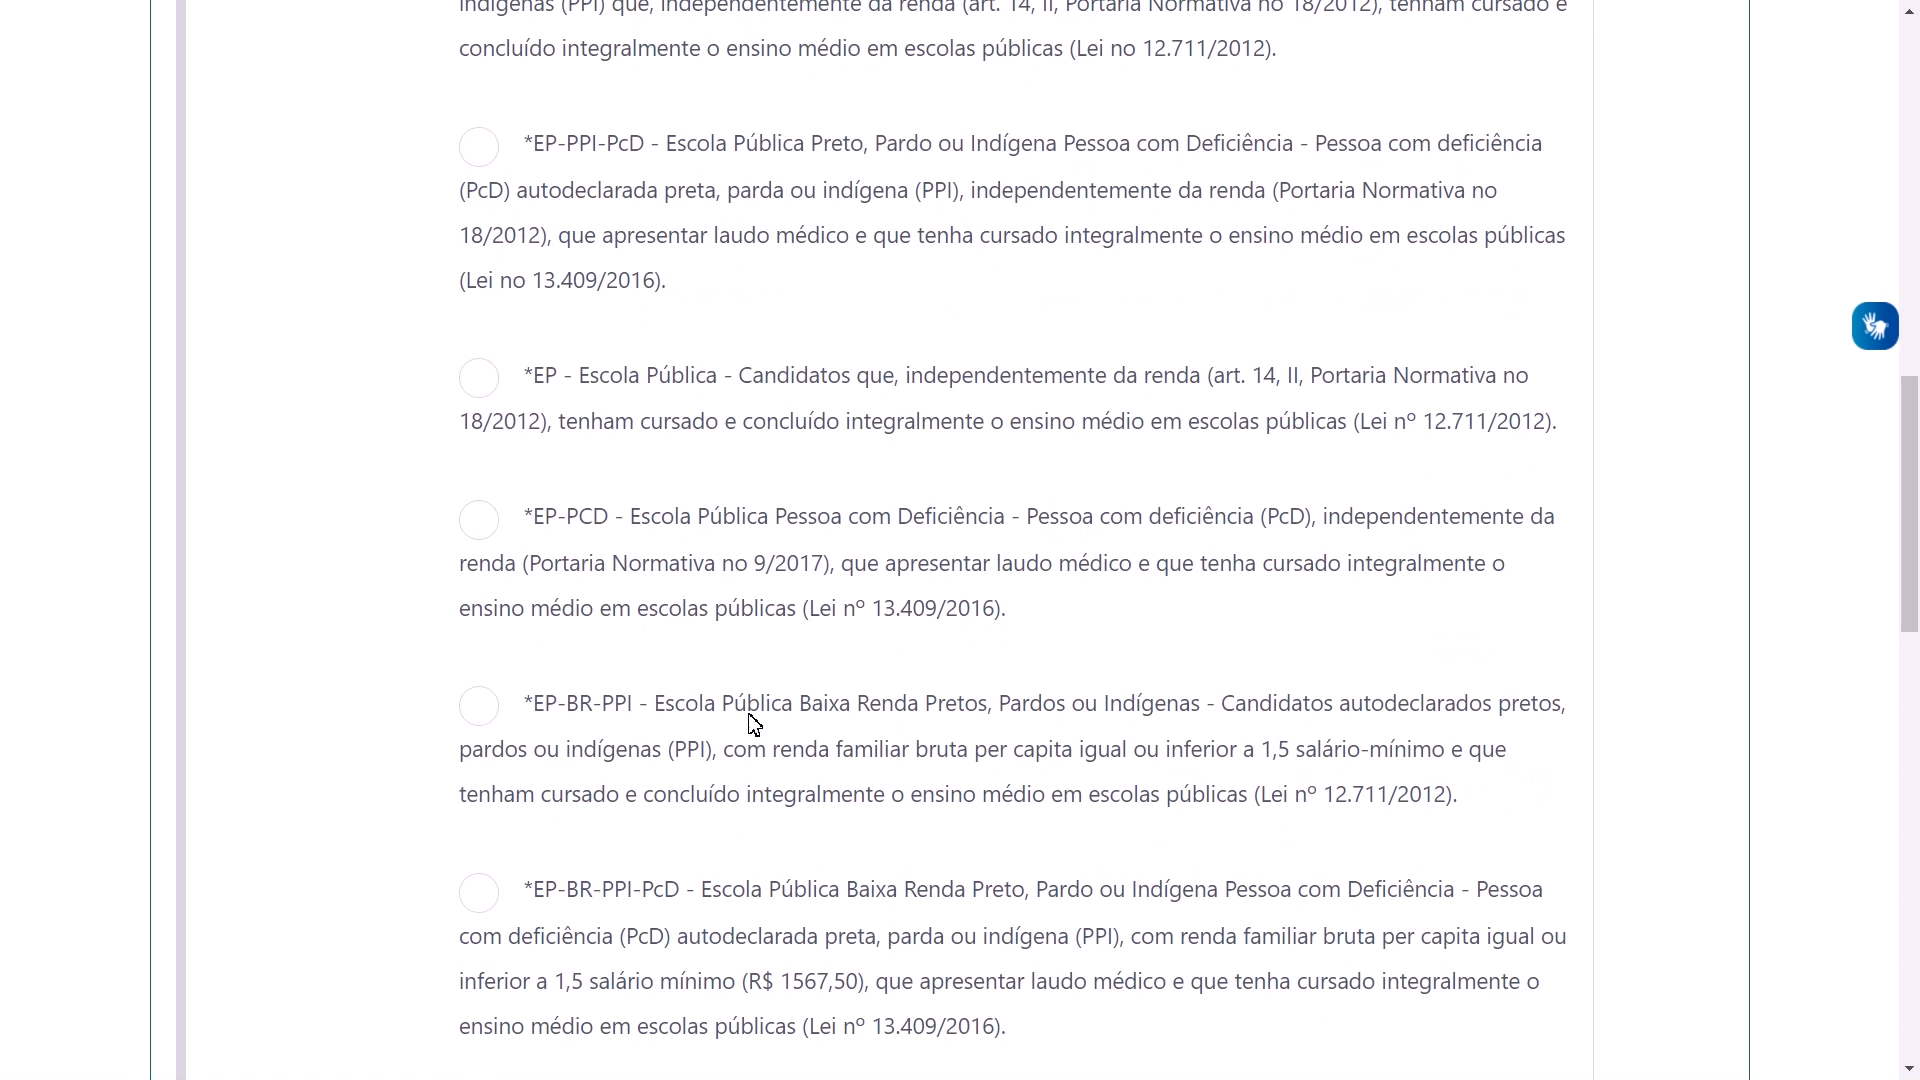 indígenas (PPI) que, independentemente da renda (art. 14, II, Portaria Normativa no 18/2012), tenham cursado e
concluído integralmente o ensino médio em escolas públicas (Lei no 12.711/2012).
*EP-PPI-PcD - Escola Pública Preto, Pardo ou Indígena Pessoa com Deficiência - Pessoa com deficiência
(PcD) autodeclarada preta, parda ou indígena (PPI), independentemente da renda (Portaria Normativa no
18/2012), que apresentar laudo médico e que tenha cursado integralmente o ensino médio em escolas públicas
(Lei no 13.409/2016).
*EP - Escola Pública - Candidatos que, independentemente da renda (art. 14, II, Portaria Normativa no
18/2012), tenham cursado e concluído integralmente o ensino médio em escolas públicas (Lei nº 12.711/2012).
*EP-PCD - Escola Pública Pessoa com Deficiência - Pessoa com deficiência (PcD), independentemente da
renda (Portaria Normativa no 9/2017), que apresentar laudo médico e que tenha cursado integralmente o
ensino médio em escolas públicas (Lei nº 13.409/2016).
*EP-BR-PPI - Escola Pública Baixa Renda Pretos, Pardos ou Indígenas - Candidatos autodeclarados pretos,
pardos ou indígenas (PPI), com renda familiar bruta per capita igual ou inferior a 1,5 salário-mínimo e que
tenham cursado e concluído integralmente o ensino médio em escolas públicas (Lei nº 12.711/2012).
*EP-BR-PPI-PcD - Escola Pública Baixa Renda Preto, Pardo ou Indígena Pessoa com Deficiência - Pessoa
com deficiência (PcD) autodeclarada preta, parda ou indígena (PPI), com renda familiar bruta per capita igual ou
inferior a 1,5 salário mínimo (R$ 1567,50), que apresentar laudo médico e que tenha cursado integralmente o
ensino médio em escolas públicas (Lei nº 13.409/2016).